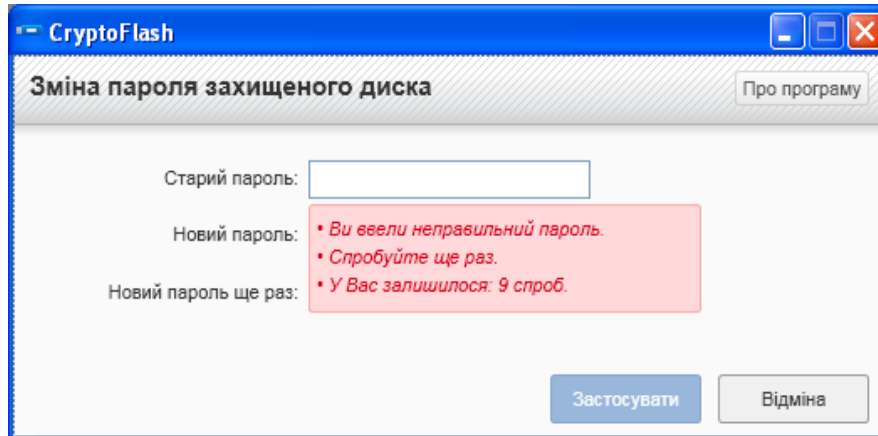 CryptoFlash
Зміна пароля захищеного диска
Про програму
Старий пароль:
Новий пароль:
• Ви ввели неправильний пароль.
• Спробуйте ще раз.
Новий пароль ще раз:
• У Вас залишилося: 9 спроб.
Застосувати
Відміна